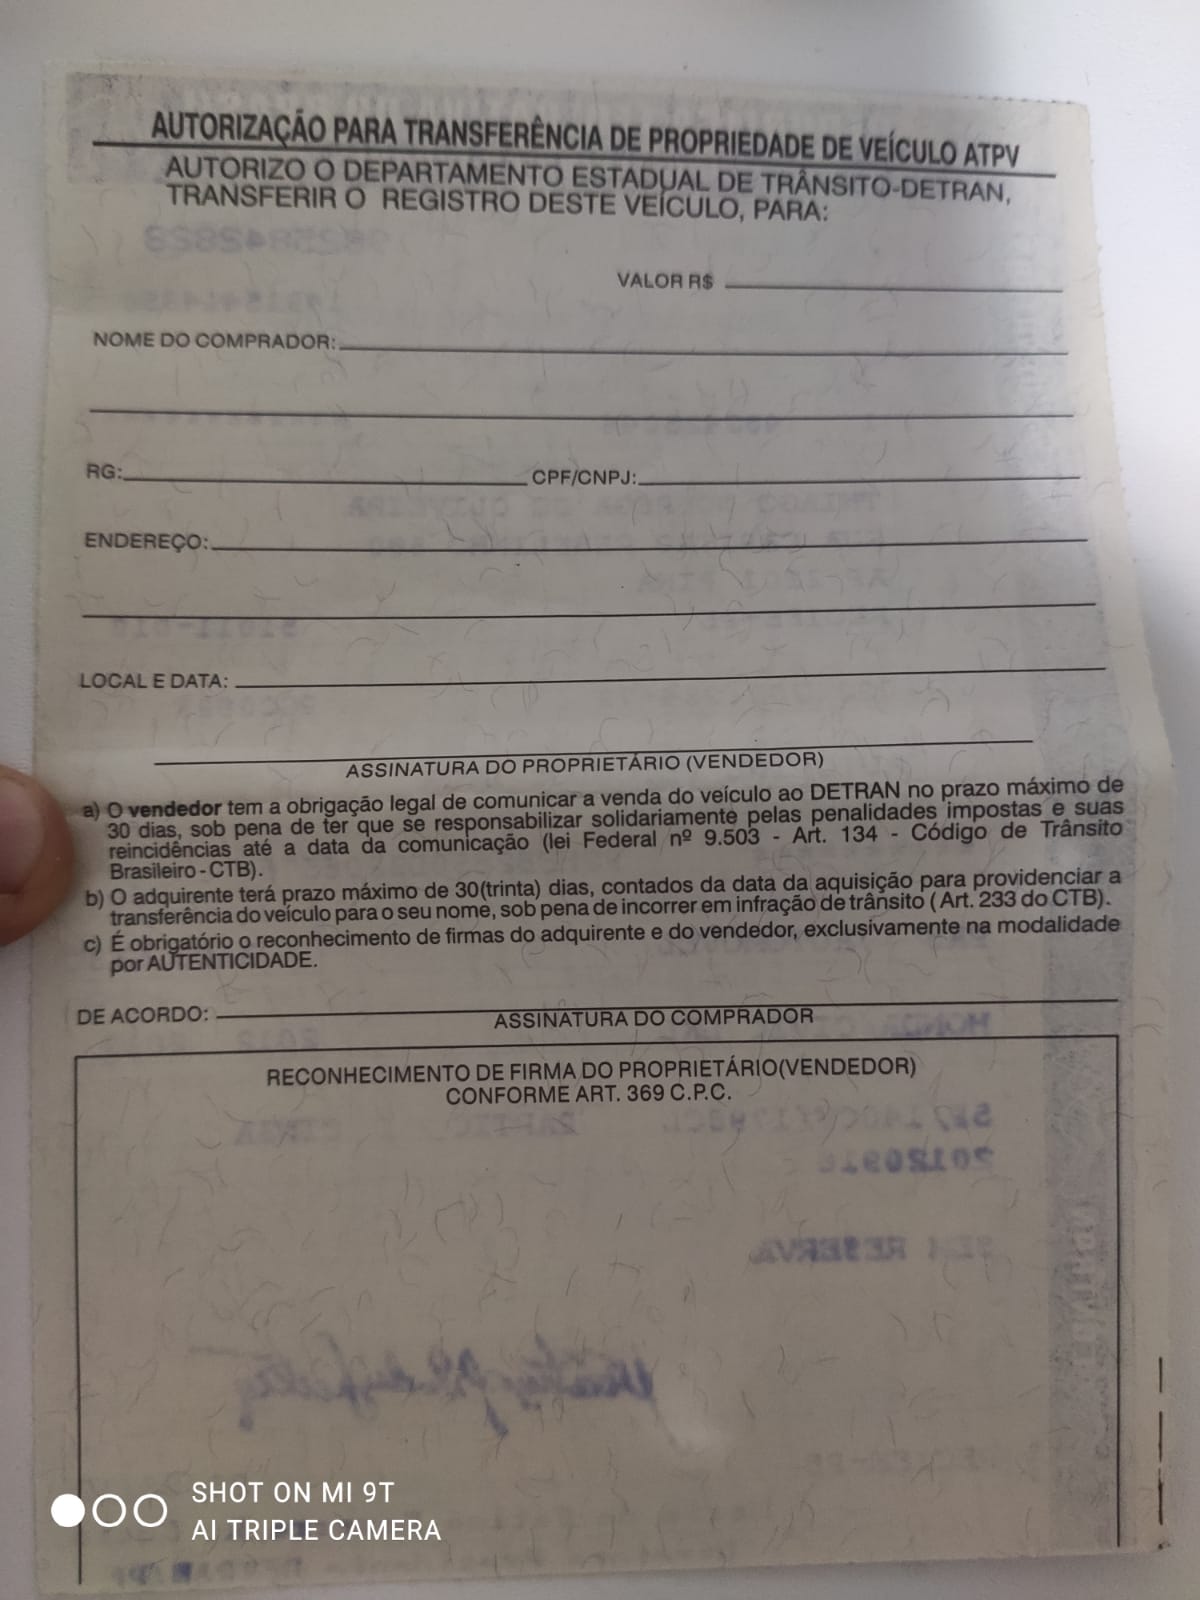 AUTORIZAÇÃO PARA TRANSFERÊNCIA DE PROPRIEDADE DE VEÍCULO ATPV
AUTORIZO O DEPARTAMENTO ESTADUAL DE TRÂNSITO-DETRAN,
TRANSFERIR O REGISTRO DESTE VEÍCULO, PARA:
VALOR R$
NOME DO COMPRADOR:
RG: CPF/CNPJ:
ENDEREÇO:
LOCAL E DATA:
ASSINATURA DO PROPRIETÁRIO (VENDEDOR)
a) O vendedor tem a obrigação legal de comunicar a venda do veículo ao DETRAN no prazo máximo de
30 dias, sob pena de ter que se responsabilizar solidariamente pelas penalidades impostas e suas
reincidências até a data da comunicação (lei Federal nº 9.503 - Art. 134 - Código de Trânsito
Brasileiro - CTB).
b) O adquirente terá prazo máximo de 30(trinta) dias, contados da data da aquisição para providenciar a
transferência do veículo para o seu nome, sob pena de incorrer em infração de trânsito ( Art. 233 do CTB).
c) É obrigatório o reconhecimento de firmas do adquirente e do vendedor, exclusivamente na modalidade
por AUTENTICIDADE.
DE ACORDO:
ASSINATURA DO COMPRADOR
RECONHECIMENTO DE FIRMA DO PROPRIETÁRIO(VENDEDOR)
CONFORME ART. 369 C.P.C.
SEM RESERVA
SHOT ON MI 9T
AI TRIPLE CAMERA